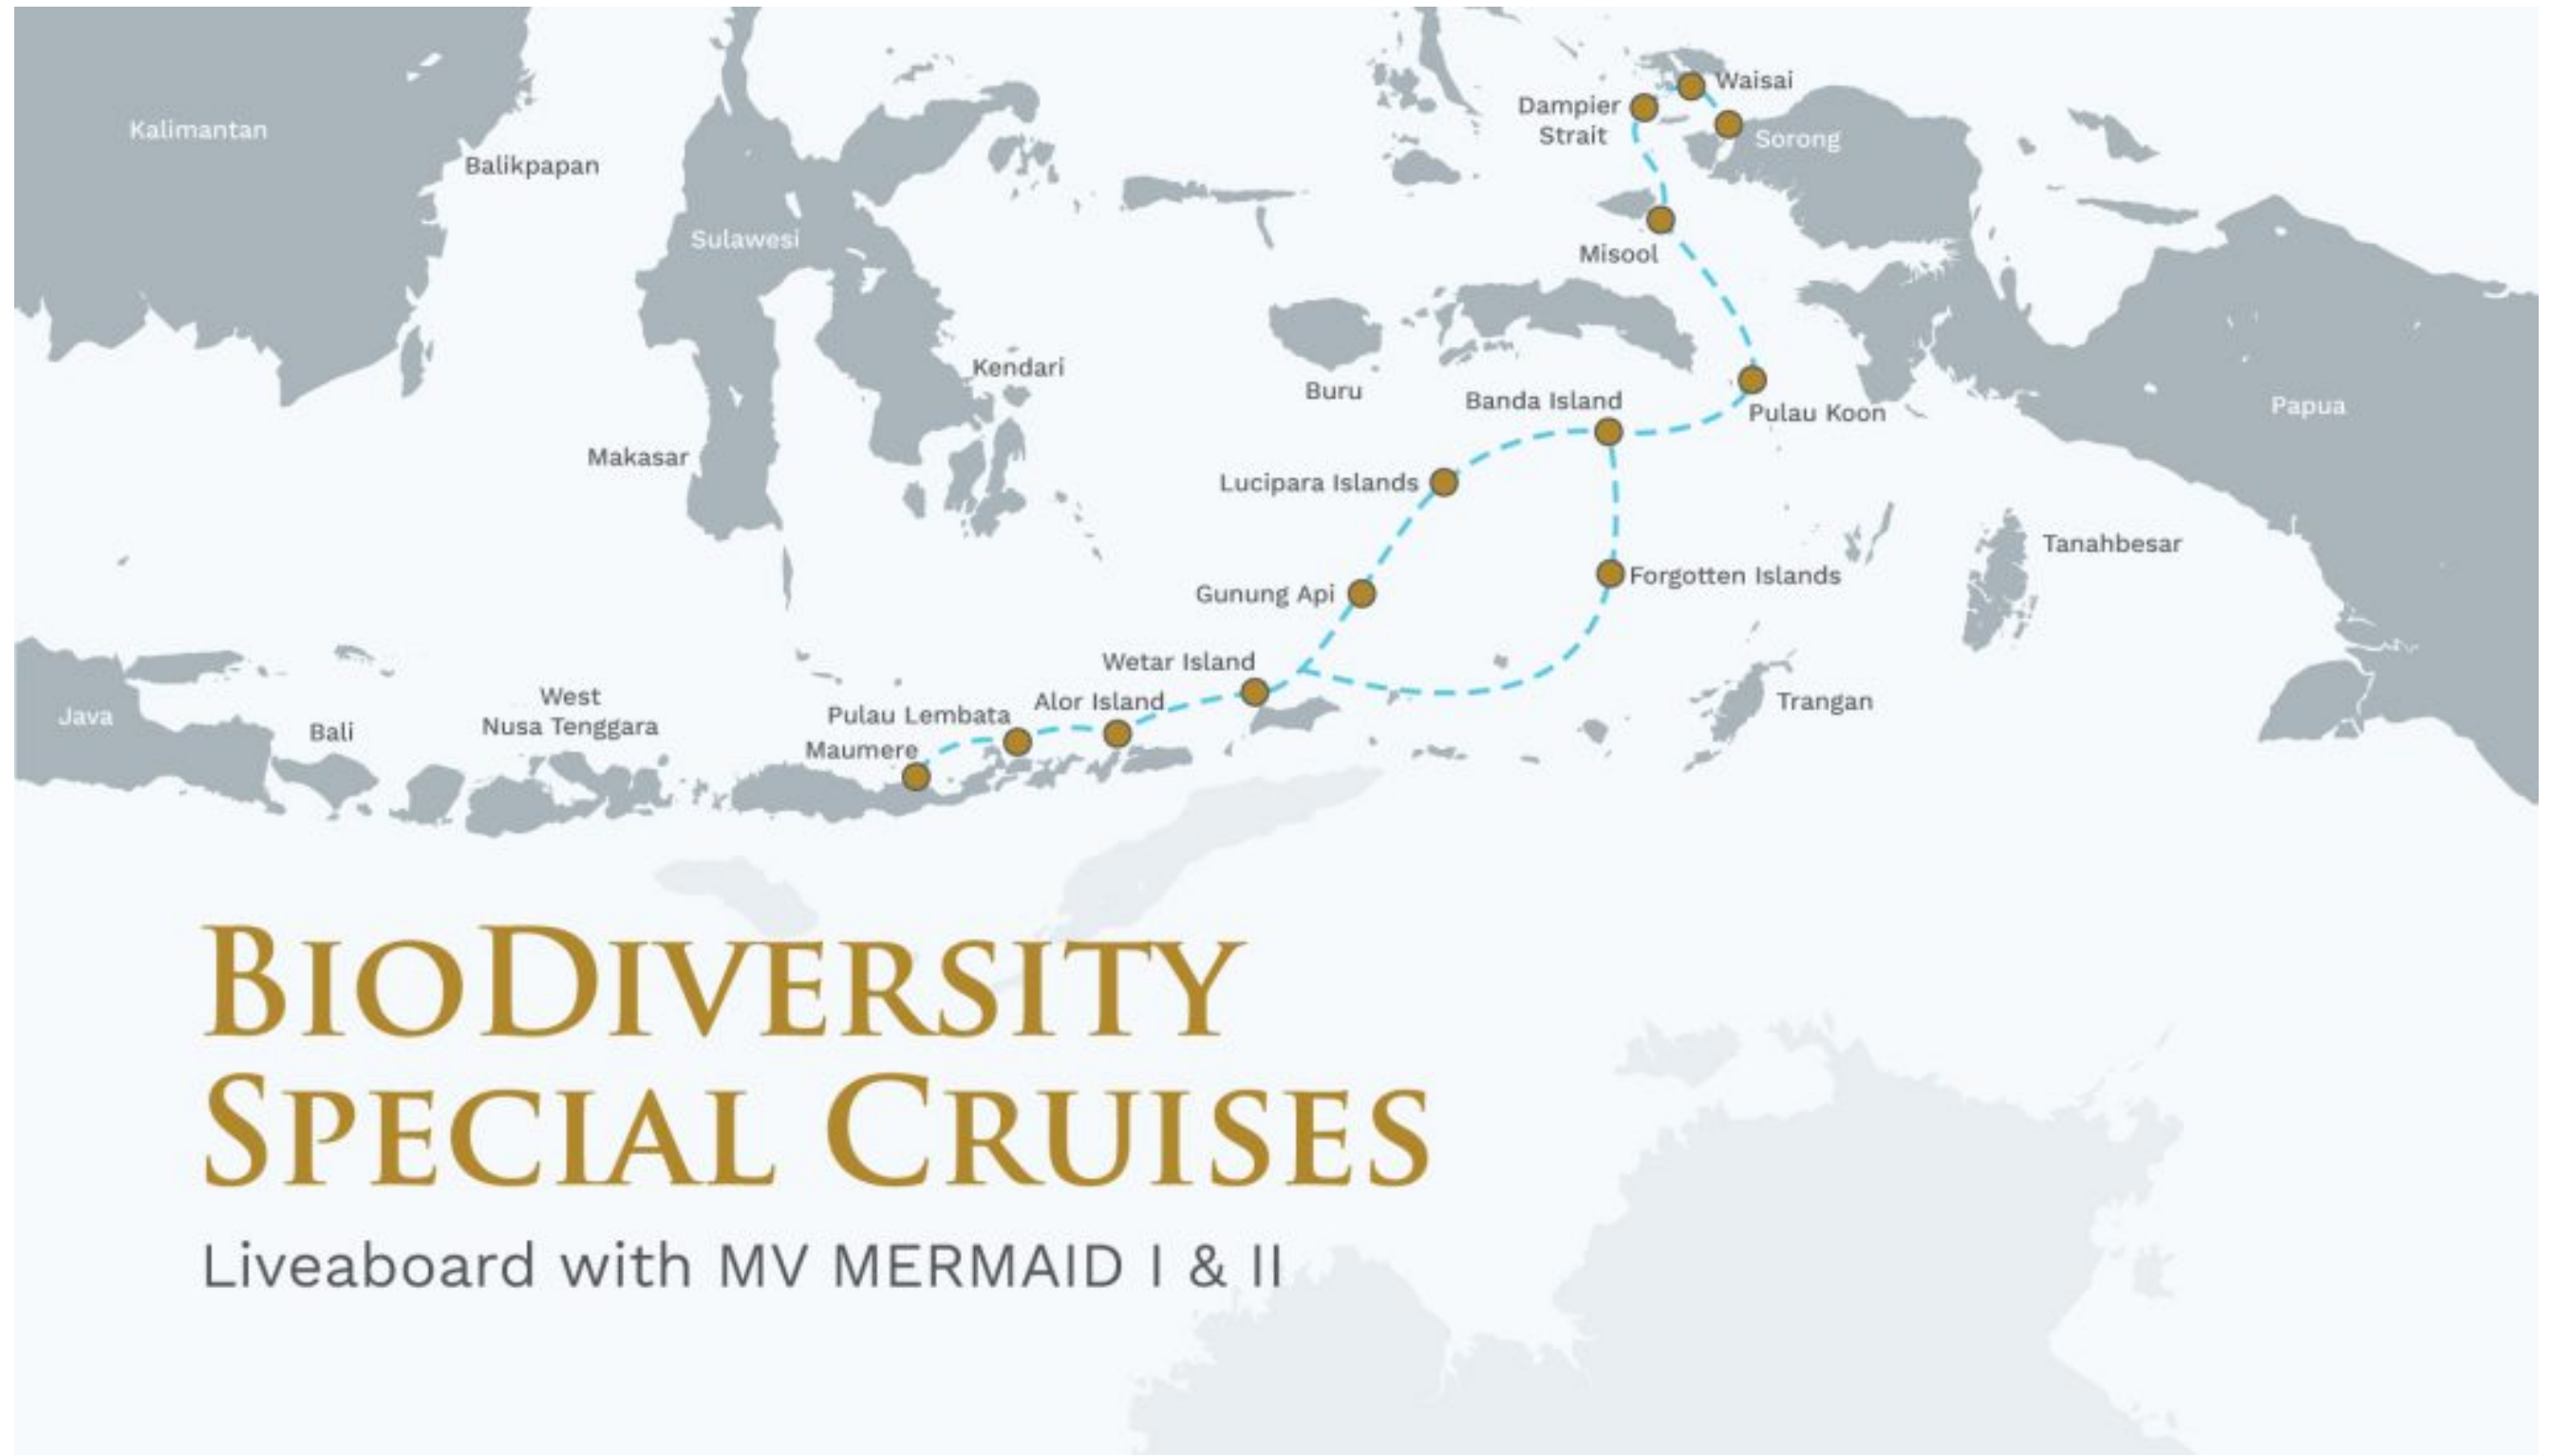 Waisai
Dampier
Strait
Sorong
Kalimantan
Balikpapan
Sulawesi
Misool
Kendari
Buru
Banda Island
Pulau Koon
Papua
Makasar
Lucipara Islands
Tanahbesar
Gunung Api
Forgotten Islands
Wetar Island
West
Nusa Tenggara
Alor Island
Trangan
Java
Bali
Pulau Lembata
Maumere
BIODIVERSITY
SPECIAL CRUISES
Liveaboard with MV MERMAID I & II